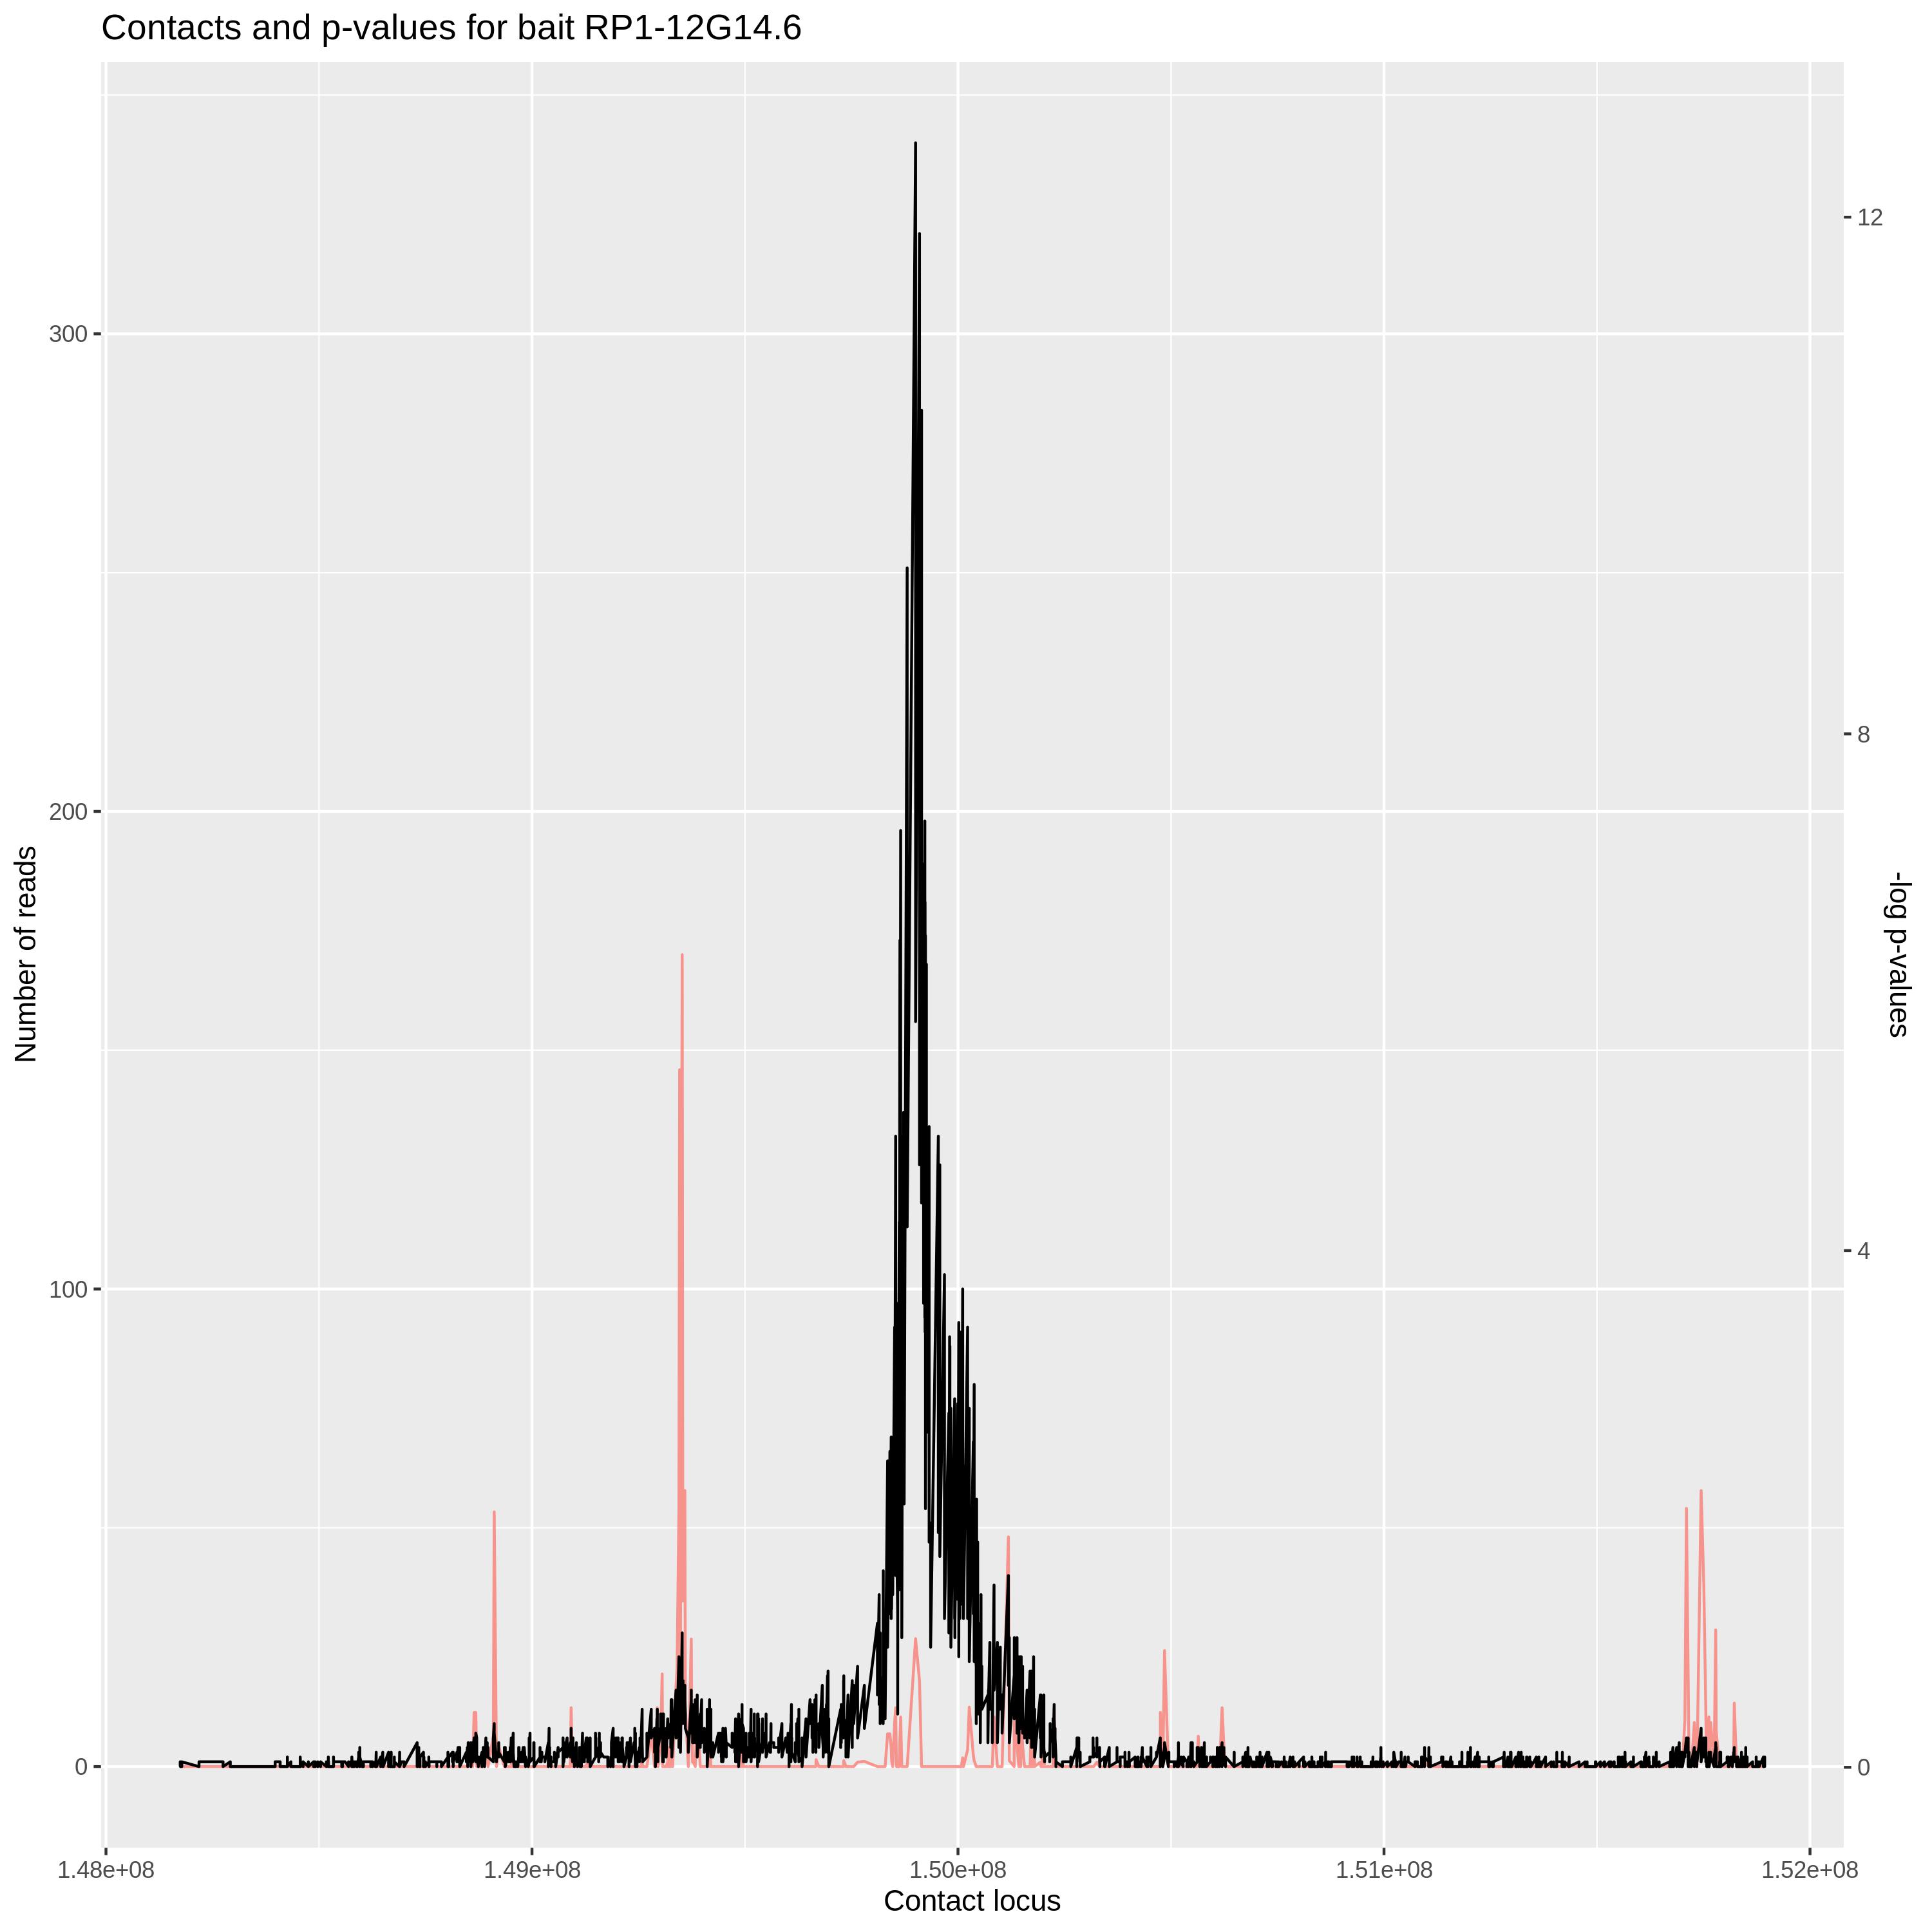 Contacts and p-values for bait RP1-12G14.6
12
300
8
200
Number of reads
-log p-values
4
100
0
0
1.48e+08
1.49e+08
1.50e+08
1.51e+08
1.52e+08
Contact locus